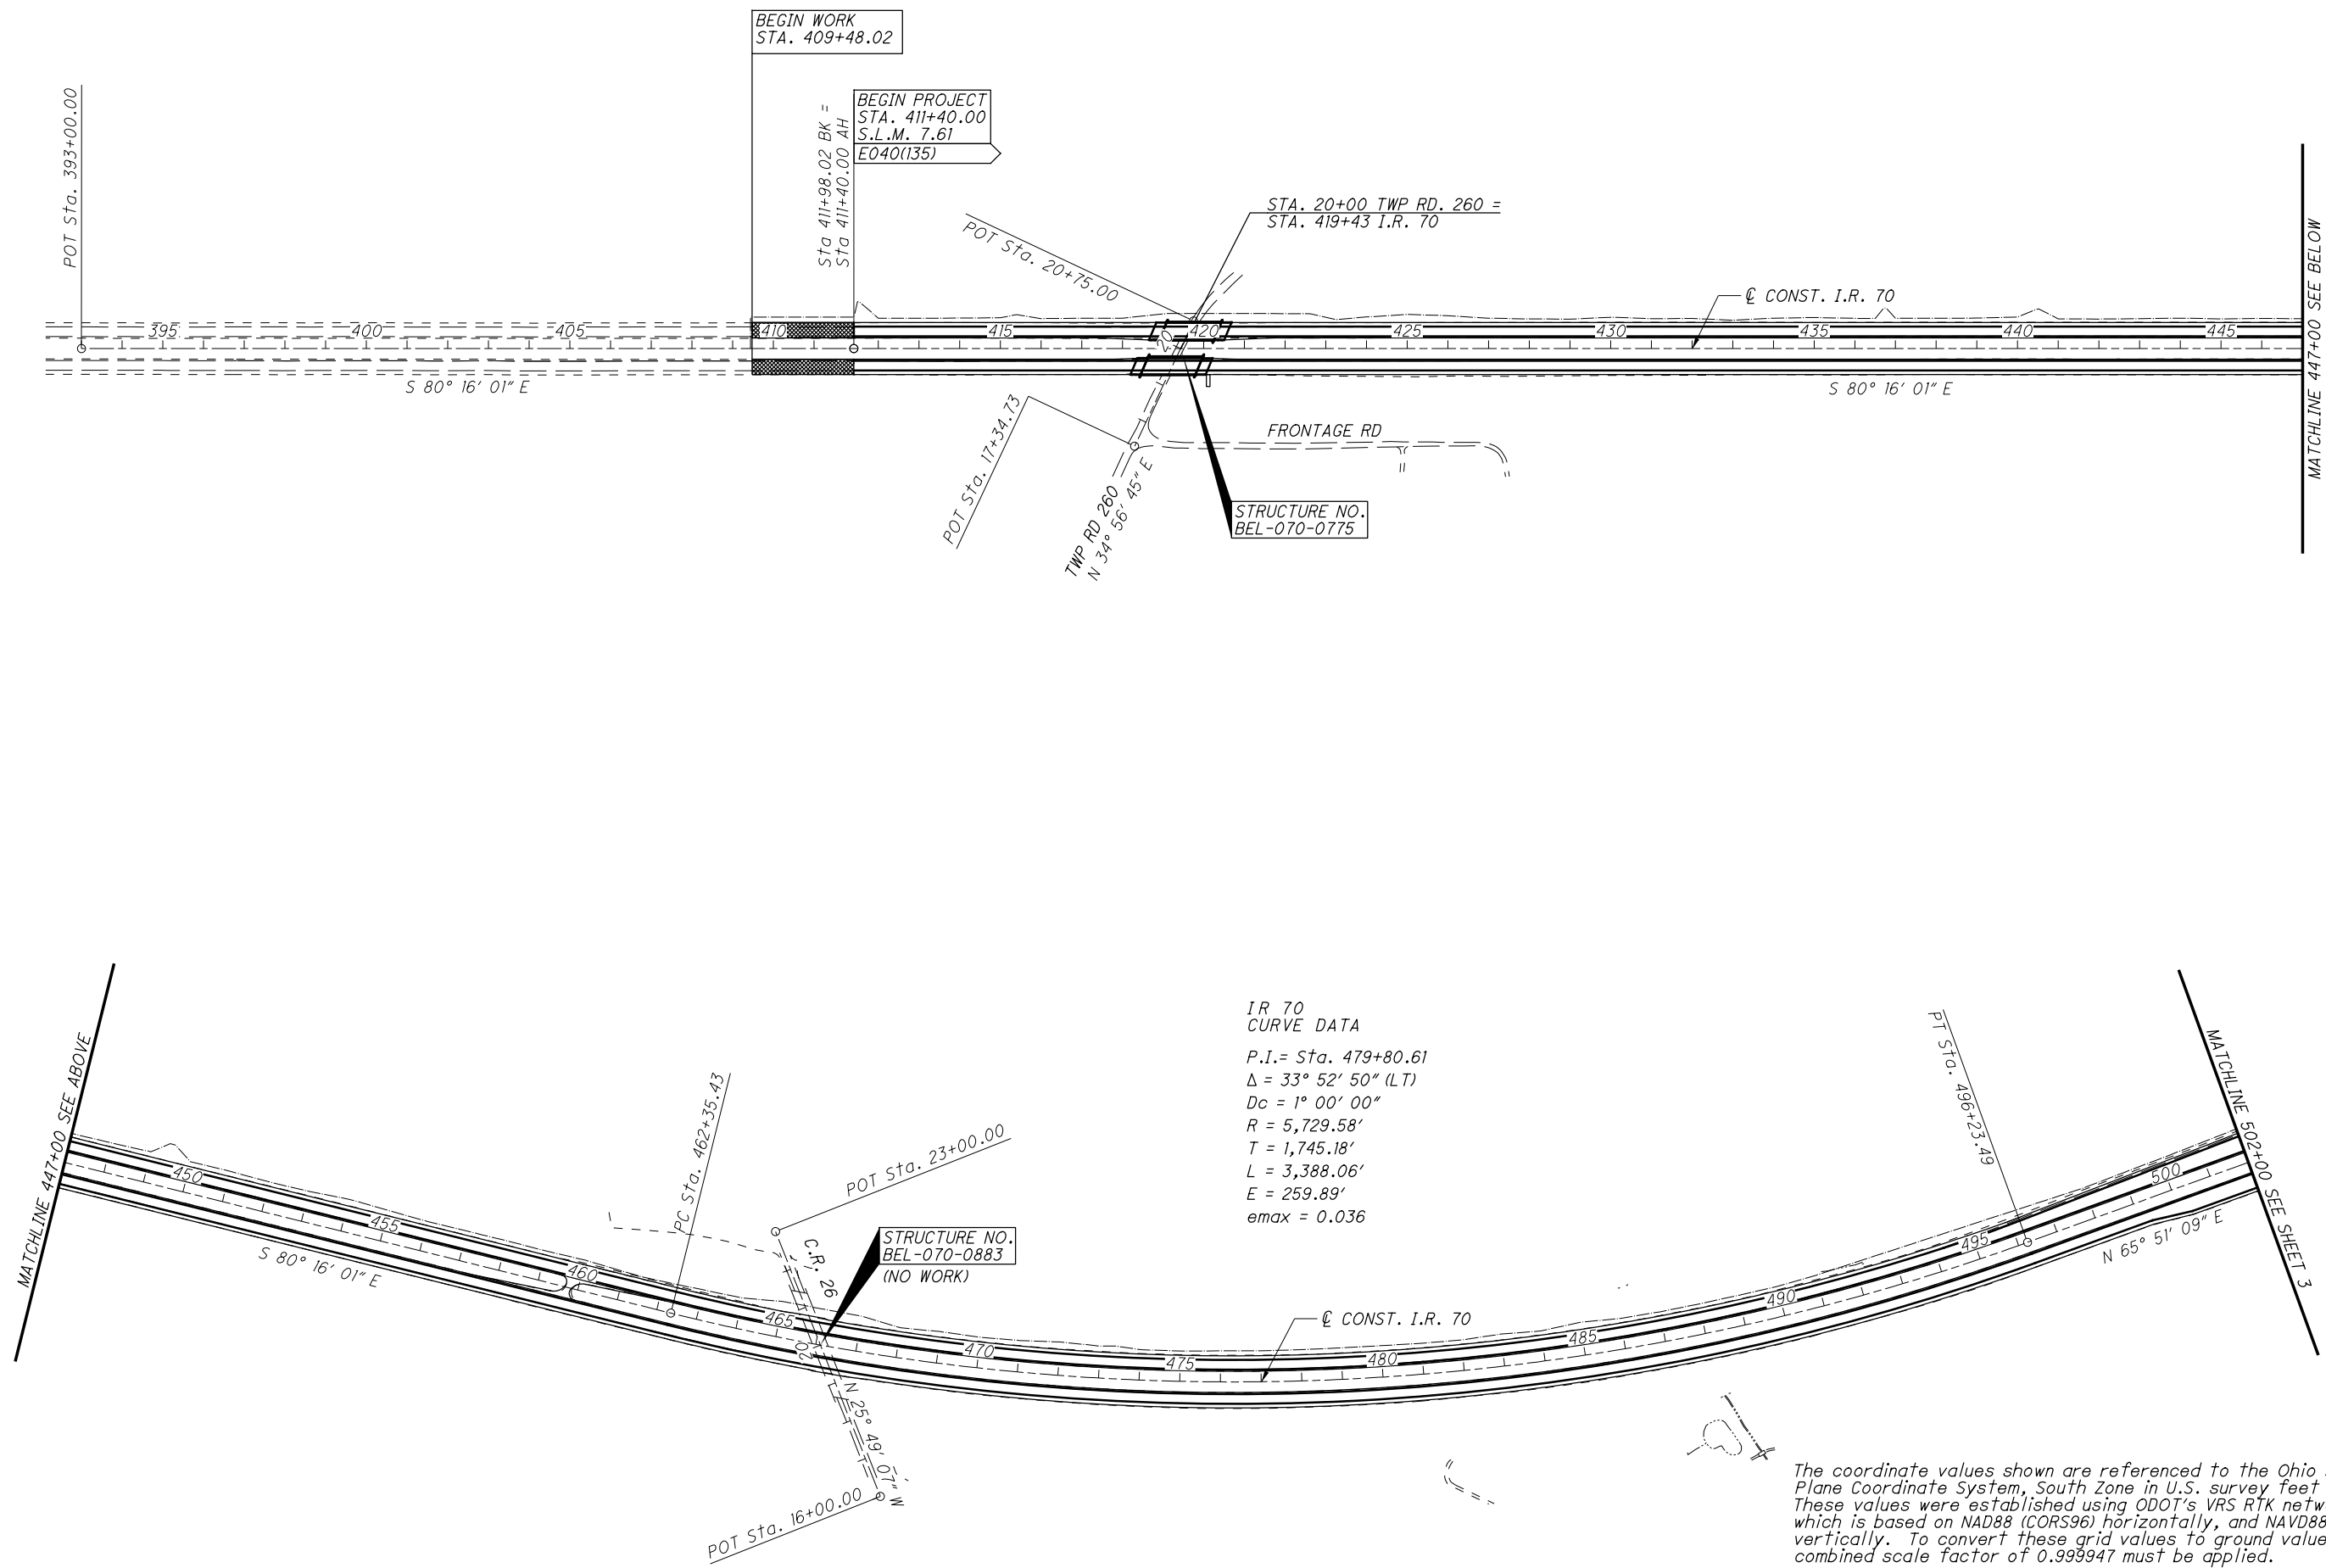 BEGIN WORK
STA. 409+48.02
POT Sta. 393+00.00
Sta 411+98.02 BK =
Sta 411+40.00 AH
BEGIN PROJECT
STA. 411+40.00
S.L.M. 7.61
E040(135)
POT Sta. 20+75.00
STA. 20+00 TWP RD. 260 =
STA. 419+43 I.R. 70
℄ CONST. I.R. 70
395
400
405
410
415
420
425
430
435
440
445
20
S 80° 16' 01" E
S 80° 16' 01" E
MATCHLINE 447+00 SEE BELOW
POT Sta. 17+34.73
FRONTAGE RD
TWP RD 260
N 34° 56' 45" E
STRUCTURE NO.
BEL-070-0775
MATCHLINE 447+00 SEE ABOVE
450
455
460
465
470
475
480
485
490
495
500
S 80° 16' 01" E
PC Sta. 462+35.43
POT Sta. 23+00.00
C.R. 26
STRUCTURE NO.
BEL-070-0883
(NO WORK)
20
N 25° 49' 07" W
POT Sta. 16+00.00
IR 70
CURVE DATA
P.I.= Sta. 479+80.61
Δ = 33° 52' 50" (LT)
Dc = 1° 00' 00"
R = 5,729.58'
T = 1,745.18'
L = 3,388.06'
E = 259.89'
emax = 0.036
℄ CONST. I.R. 70
PT Sta. 496+23.49
N 65° 51' 09" E
MATCHLINE 502+00 SEE SHEET 3
The coordinate values shown are referenced to the Ohio
Plane Coordinate System, South Zone in U.S. survey feet
These values were established using ODOT's VRS RTK
which is based on NAD88 (CORS96) horizontally, and NAVD88
vertically. To convert these grid values to ground
combined scale factor of 0.999947 must be applied.